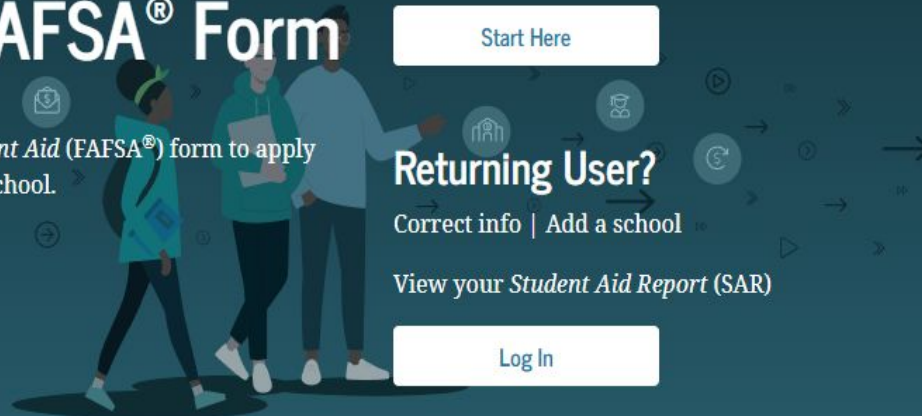 AFSA® Form
nt Aid (FAFSA®) form to apply
chool.
Start Here
Returning User?
Correct info | Add a school
View your Student Aid Report (SAR)
Log In